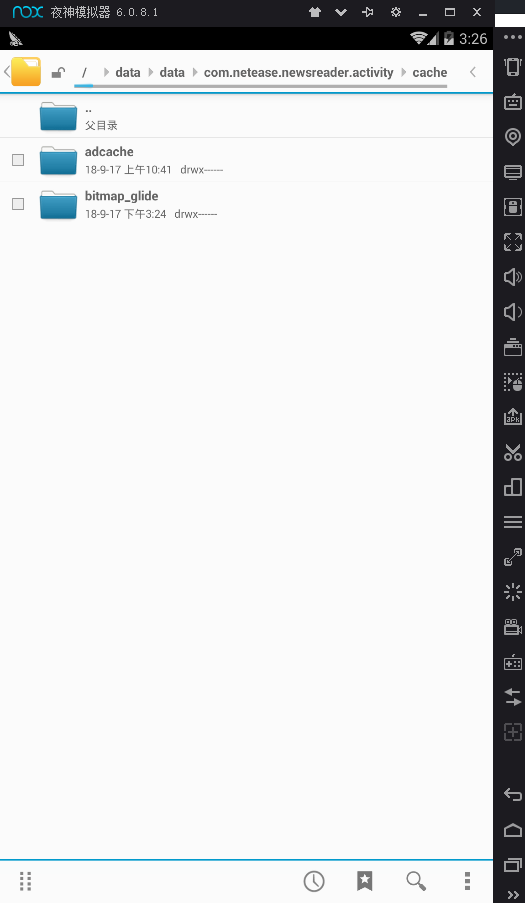 nox 夜神模拟器 6.0.8.1
3:26
/ data data com.netease.newsreader.activity cache
..
父目录
adcache
18-9-17 上午10:41 drwx------
bitmap_glide
18-9-17 下午3:24 drwx------